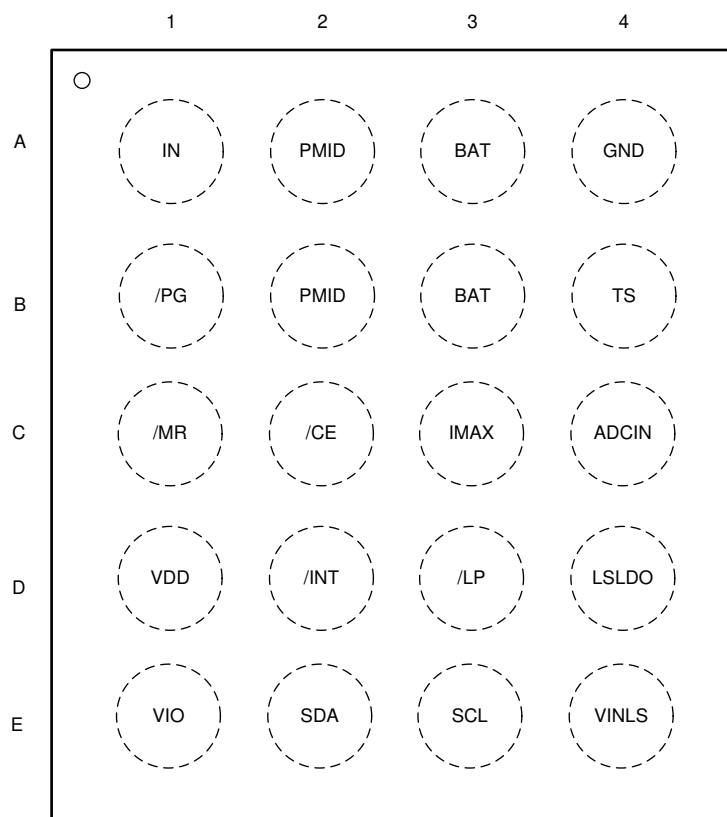 1 2 3 4
A IN PMID BAT GND
B /PG PMID BAT TS
C /MR /CE IMAX ADCIN
D VDD /INT /LP LSLDO
E VIO SDA SCL VINLS